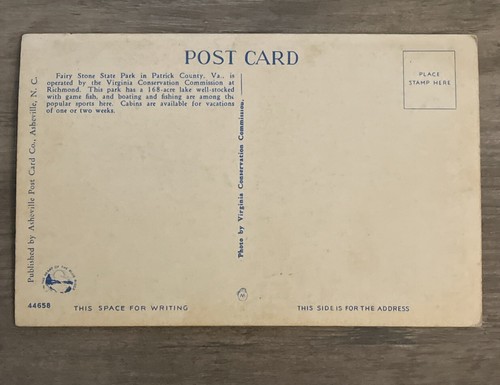 POST CARD
Fairy Stone State Park in Patrick County, Va., is
operated by the Virginia Conservation Commission at
Richmond. This park has a 168-acre lake well-stocked
with game fish, and boating and fishing are among the
popular sports here. Cabins are available for vacations
of one or two weeks.
PLACE
STAMP HERE
Published by Asheville Post Card Co., Asheville, N. C.
Photo by Virginia Conservation Commission.
44658
THIS SPACE FOR WRITING
THIS SIDE IS FOR THE ADDRESS